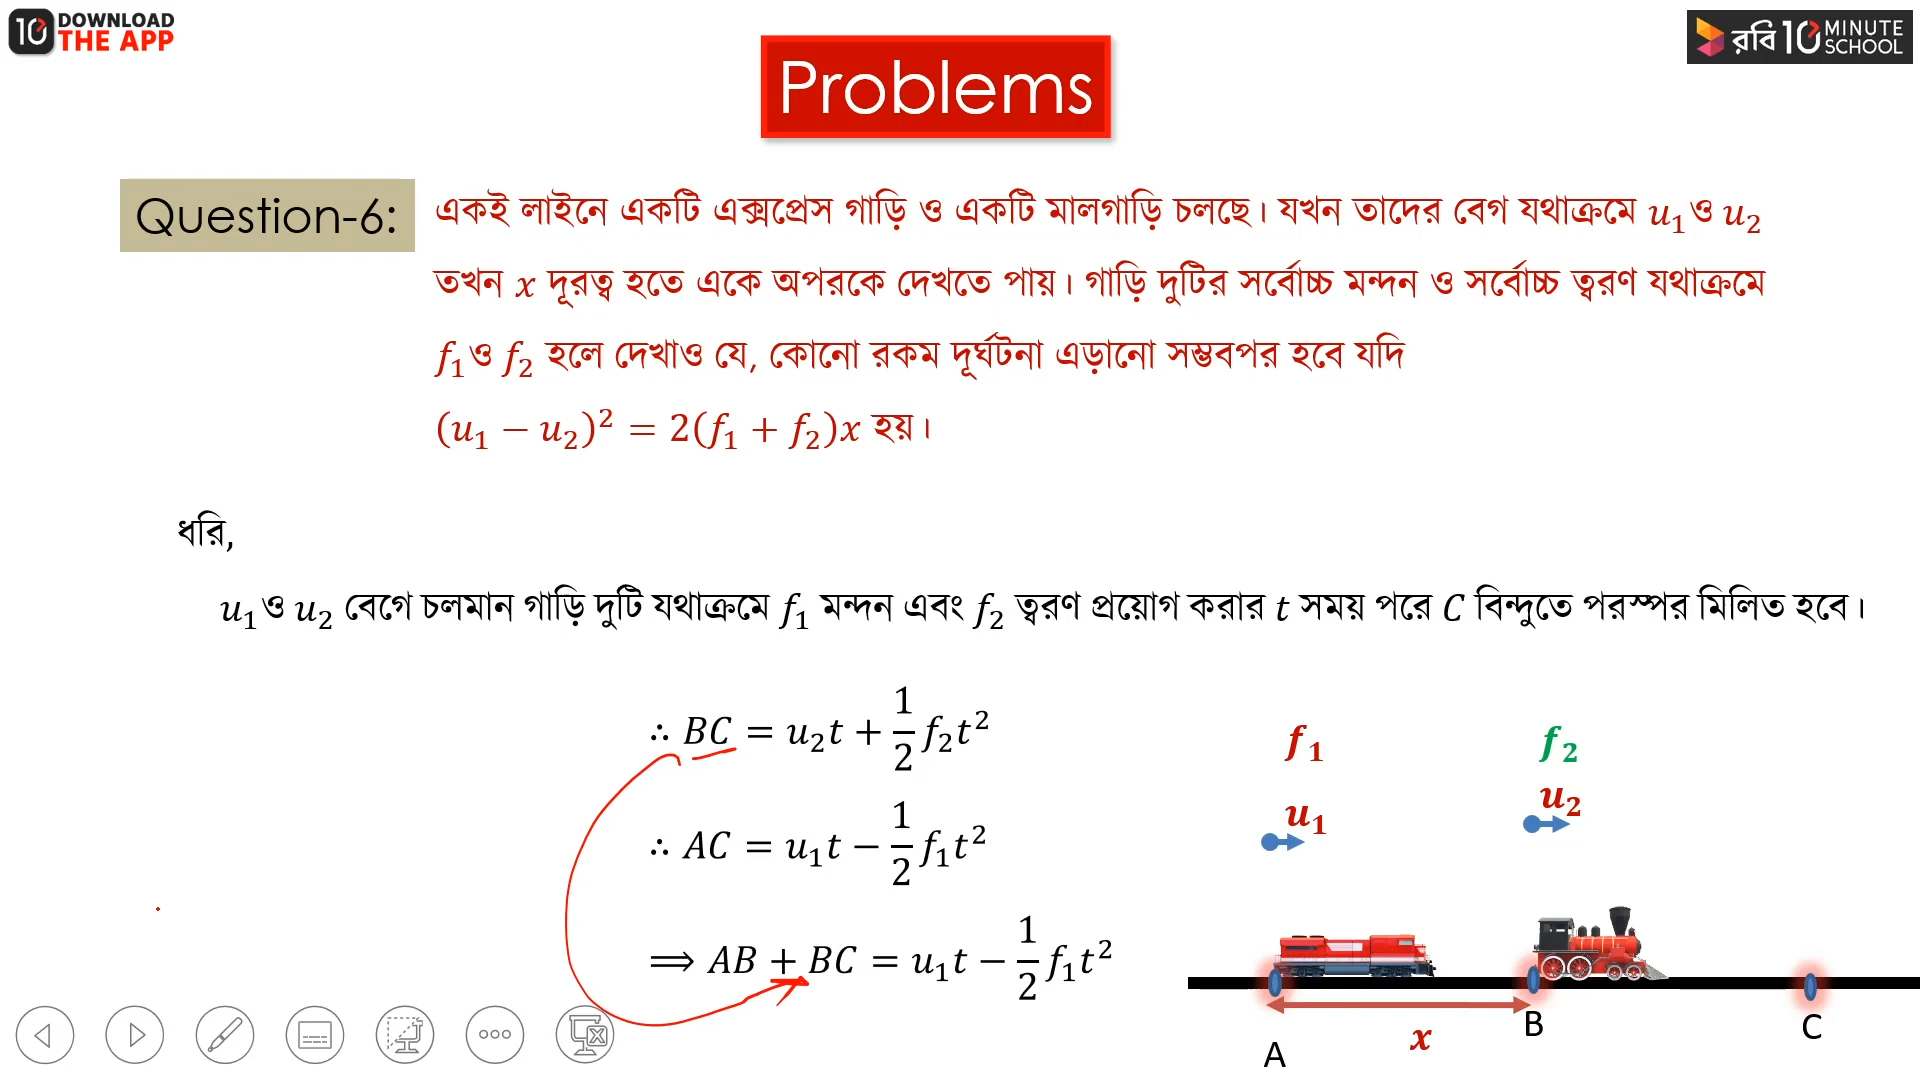 10 DOWNLOAD THE APP
রবি 10 MINUTE SCHOOL
Problems
Question-6:
একই লাইনে একটি এক্সপ্রেস গাড়ি ও একটি মালগাড়ি চলছে। যখন তাদের বেগ যথাক্রমে u₁ ও u₂
তখন x দূরত্ব হতে একে অপরকে দেখতে পায়। গাড়ি দুটির সর্বোচ্চ মন্দন ও সর্বোচ্চ ত্বরণ যথাক্রমে
f₁ ও f₂ হলে দেখাও যে, কোনো রকম দূর্ঘটনা এড়ানো সম্ভবপর হবে যদি
(u₁ − u₂)² = 2(f₁ + f₂)x হয়।
ধরি,
u₁ ও u₂ বেগে চলমান গাড়ি দুটি যথাক্রমে f₁ মন্দন এবং f₂ ত্বরণ প্রয়োগ করার t সময় পরে C বিন্দুতে পরস্পর মিলিত হবে।
∴ BC = u₂t + 1/2 f₂t²
∴ AC = u₁t − 1/2 f₁t²
⟹ AB + BC = u₁t − 1/2 f₁t²
f₁
f₂
u₁
u₂
x
A
B
C